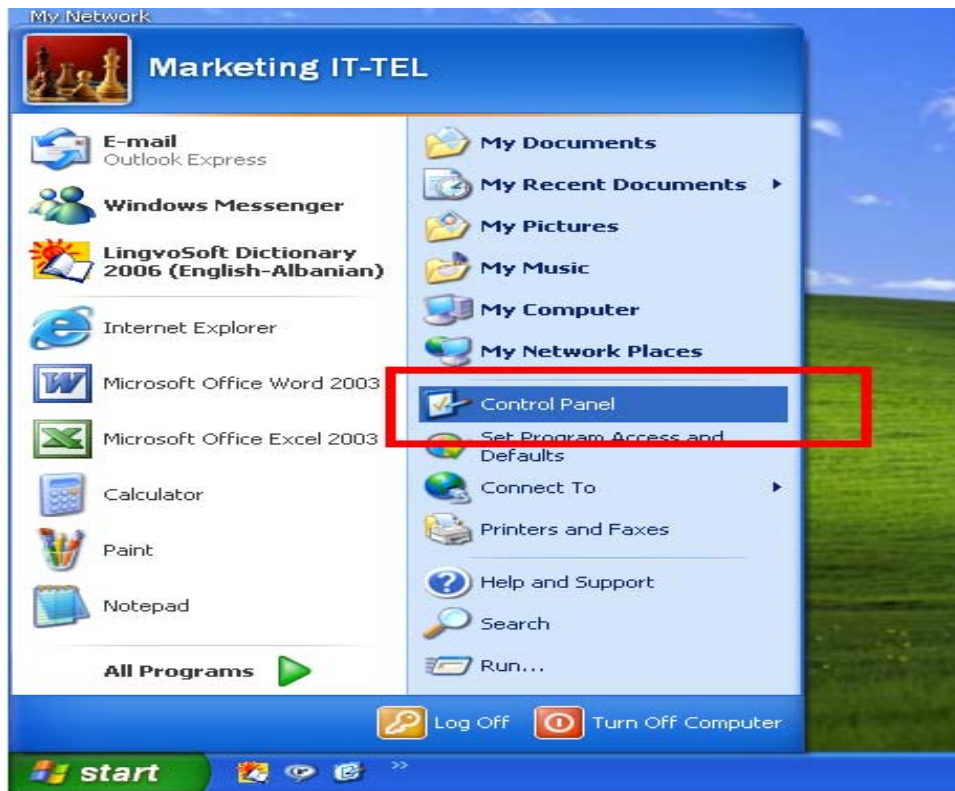 My Network
Marketing IT-TEL
E-mail
Outlook Express
Windows Messenger
LingvoSoft Dictionary
2006 (English-Albanian)
Internet Explorer
Microsoft Office Word 2003
Microsoft Office Excel 2003
Calculator
Paint
Notepad
All Programs
My Documents
My Recent Documents
My Pictures
My Music
My Computer
My Network Places
Control Panel
Set Program Access and
Defaults
Connect To
Printers and Faxes
Help and Support
Search
Run...
Log Off
Turn Off Computer
start